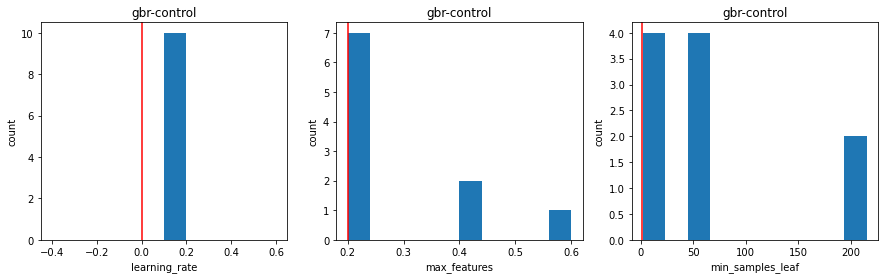 gbr-control
10
8
6
4
2
0
count
−0.4 −0.2 0.0 0.2 0.4 0.6
learning_rate
gbr-control
7
6
5
4
3
2
1
0
count
0.2 0.3 0.4 0.5 0.6
max_features
gbr-control
4.0
3.5
3.0
2.5
2.0
1.5
1.0
0.5
0.0
count
0 50 100 150 200
min_samples_leaf